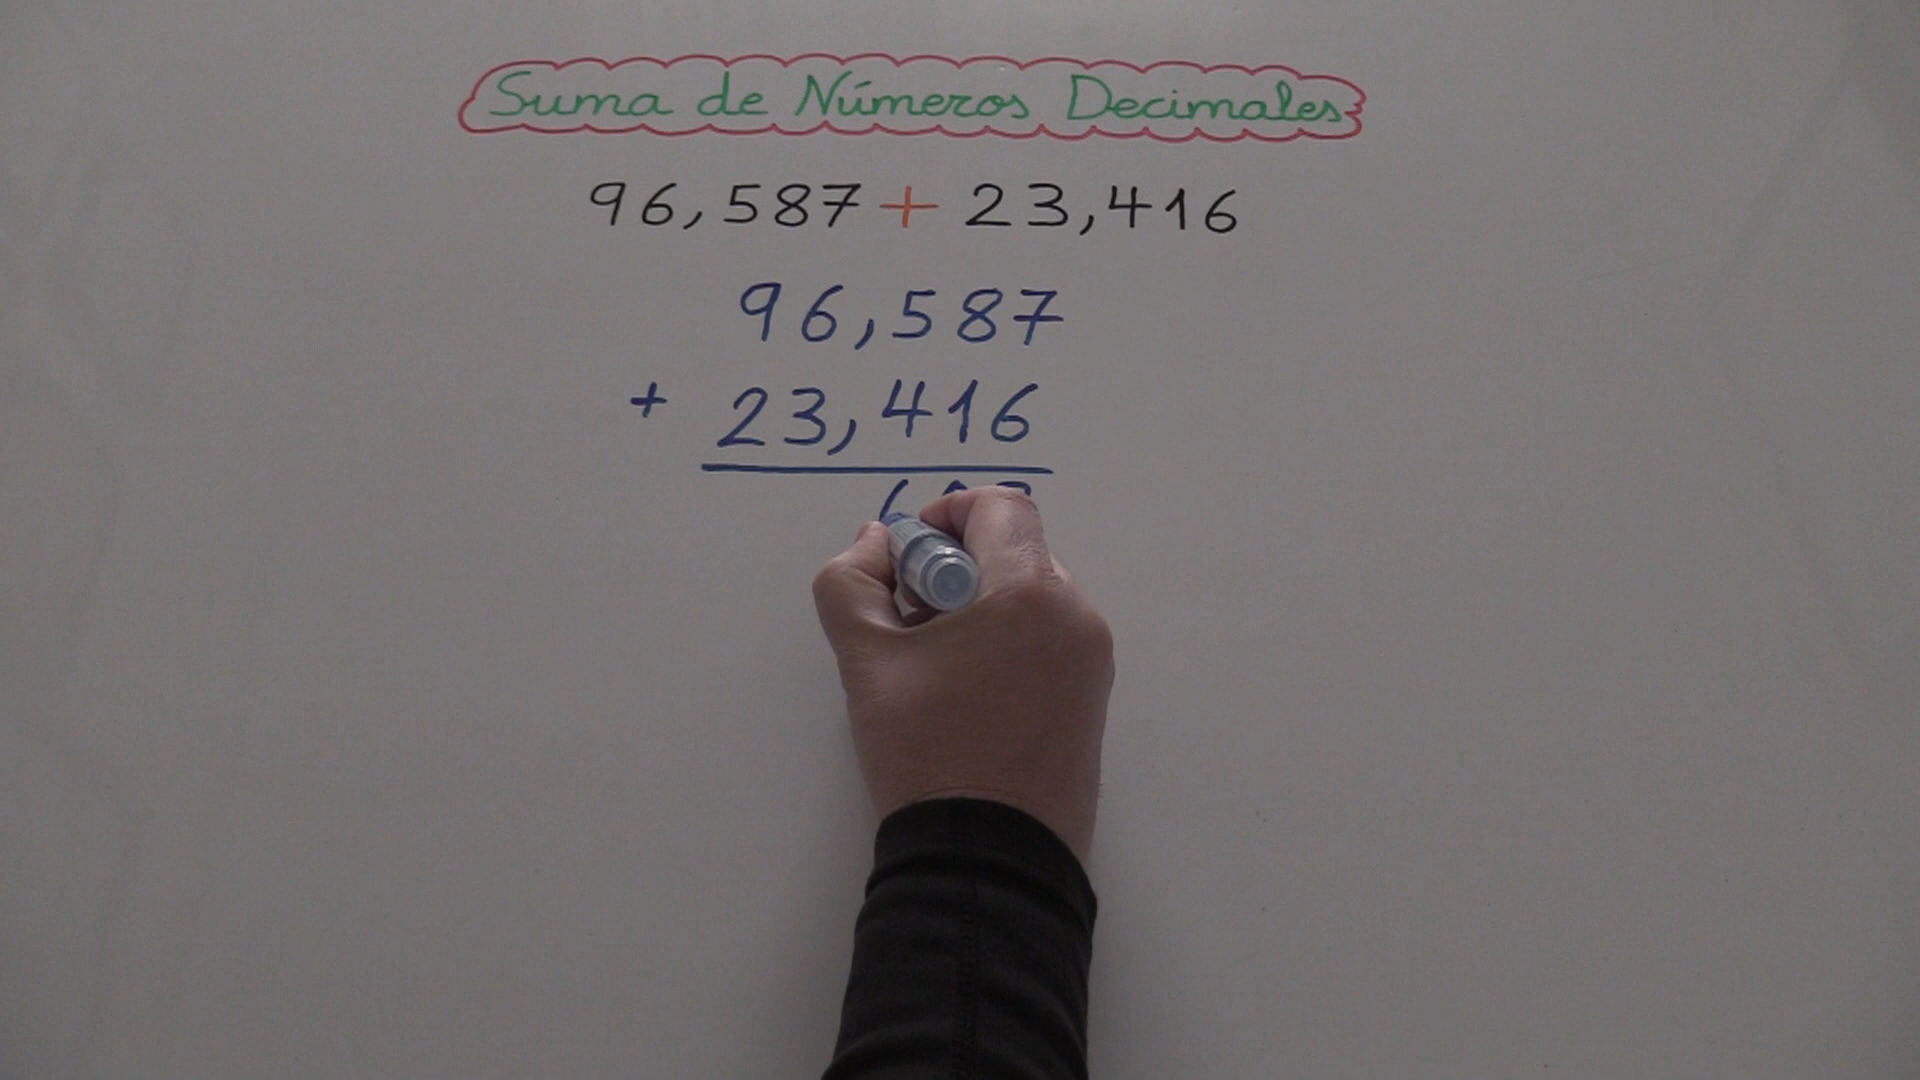 Suma de Números Decimales
96,587 + 23,416
96,587
+ 23,416